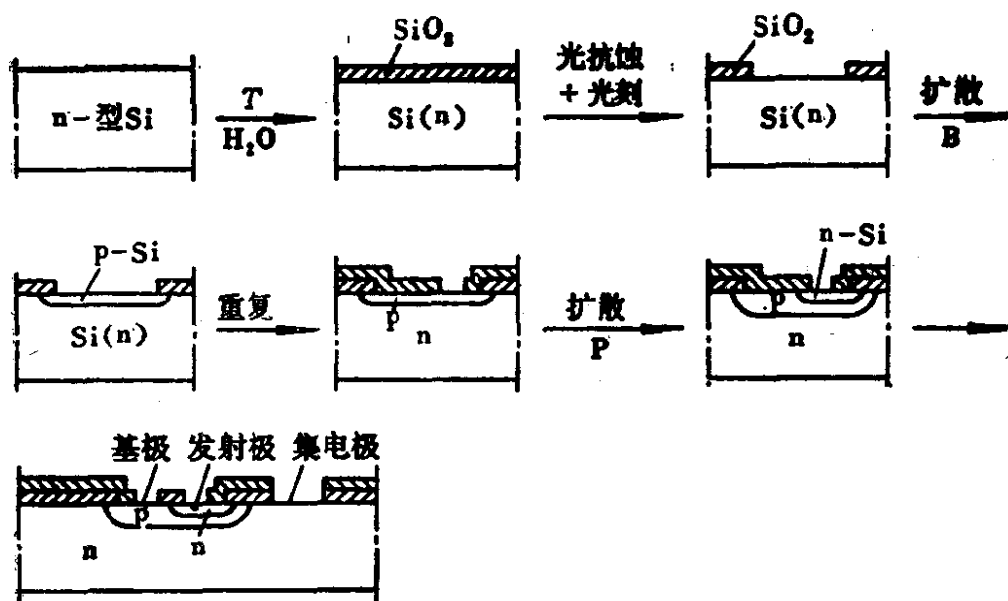 n-型Si
T
H₂O
SiO₂
Si(n)
光抗蚀
+光刻
SiO₂
Si(n)
扩散
B
p-Si
Si(n)
重复
p
n
扩散
P
n-Si
p
n
基极 发射极 集电极
p
n
n